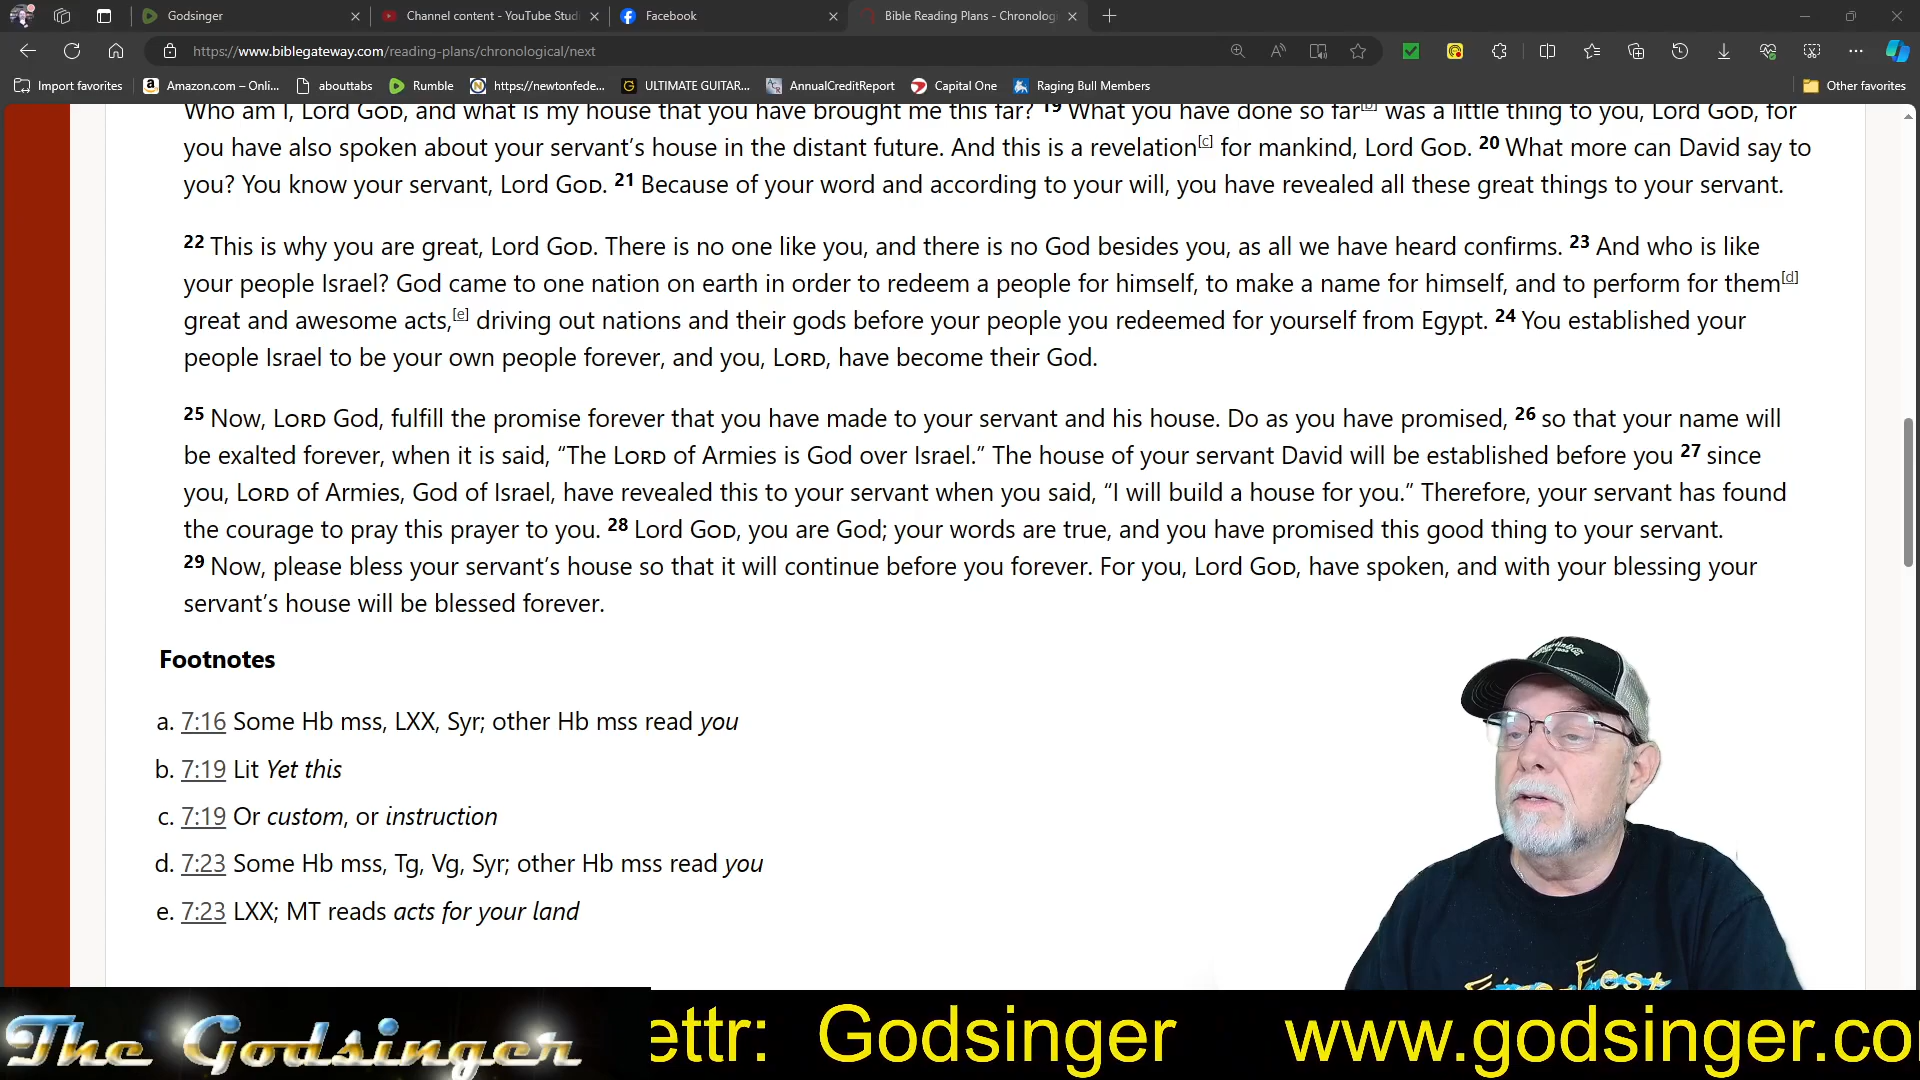 Godsinger
Channel content - YouTube Studi
Facebook
Bible Reading Plans - Chronolog
https://www.biblegateway.com/reading-plans/chronological/next
Import favorites
Amazon.com – Onli...
abouttabs
Rumble
https://newtonfede...
ULTIMATE GUITAR...
AnnualCreditReport
Capital One
Raging Bull Members
Other favorites
Who am I, Lord GOD, and what is my house that you have brought me this far? 19 What you have done so far[b] was a little thing to you, Lord GOD, for
you have also spoken about your servant’s house in the distant future. And this is a revelation[c] for mankind, Lord GOD. 20 What more can David say to
you? You know your servant, Lord GOD. 21 Because of your word and according to your will, you have revealed all these great things to your servant.
22 This is why you are great, Lord GOD. There is no one like you, and there is no God besides you, as all we have heard confirms. 23 And who is like
your people Israel? God came to one nation on earth in order to redeem a people for himself, to make a name for himself, and to perform for them[d]
great and awesome acts,[e] driving out nations and their gods before your people you redeemed for yourself from Egypt. 24 You established your
people Israel to be your own people forever, and you, LORD, have become their God.
25 Now, LORD God, fulfill the promise forever that you have made to your servant and his house. Do as you have promised, 26 so that your name will
be exalted forever, when it is said, “The LORD of Armies is God over Israel.” The house of your servant David will be established before you 27 since
you, LORD of Armies, God of Israel, have revealed this to your servant when you said, “I will build a house for you.” Therefore, your servant has found
the courage to pray this prayer to you. 28 Lord GOD, you are God; your words are true, and you have promised this good thing to your servant.
29 Now, please bless your servant’s house so that it will continue before you forever. For you, Lord GOD, have spoken, and with your blessing your
servant’s house will be blessed forever.
Footnotes
a. 7:16 Some Hb mss, LXX, Syr; other Hb mss read you
b. 7:19 Lit Yet this
c. 7:19 Or custom, or instruction
d. 7:23 Some Hb mss, Tg, Vg, Syr; other Hb mss read you
e. 7:23 LXX; MT reads acts for your land
The Godsinger
ettr: Godsinger www.godsinger.co